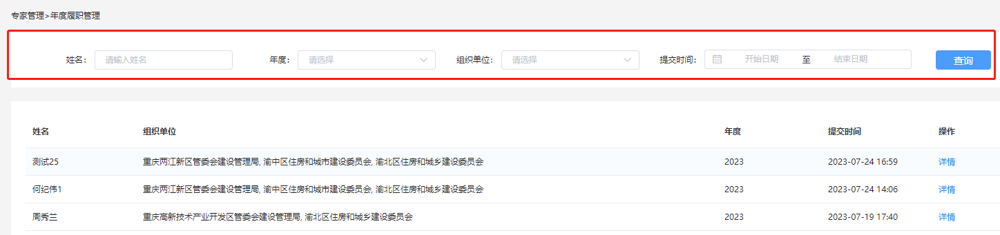 专家管理>年度履职管理
姓名: 请输入姓名 年度: 请选择 组织单位: 请选择 提交时间: 开始日期 至 结束日期 查询
姓名 组织单位 年度 提交时间 操作
测试25 重庆两江新区管委会建设管理局, 渝中区住房和城市建设委员会, 渝北区住房和城乡建设委员会 2023 2023-07-24 16:59 详情
何纪伟1 重庆两江新区管委会建设管理局, 渝中区住房和城市建设委员会, 渝北区住房和城乡建设委员会 2023 2023-07-24 14:06 详情
周秀兰 重庆高新技术产业开发区管委会建设管理局, 渝北区住房和城乡建设委员会 2023 2023-07-19 17:40 详情